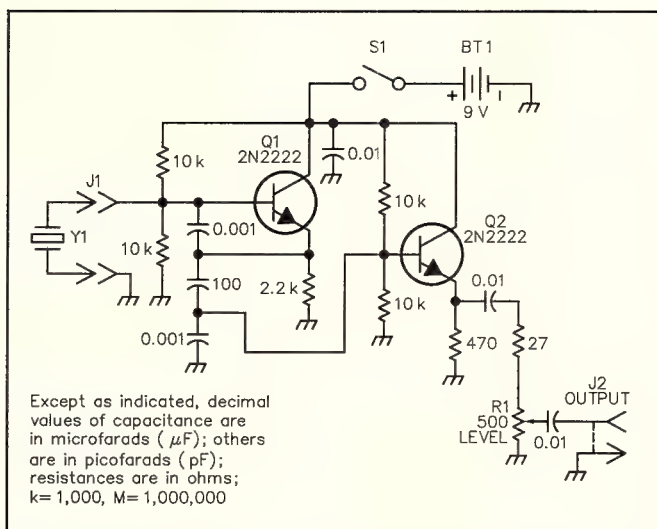 S1
BT1
+
–
9 V
Q1
2N2222
0.01
10 k
J1
Y1
0.001
10 k
10 k
Q2
2N2222
100
2.2 k
10 k
0.01
0.001
470
27
J2
OUTPUT
R1
500
LEVEL
0.01
Except as indicated, decimal
values of capacitance are
in microfarads ( μF); others
are in picofarads ( pF);
resistances are in ohms;
k= 1,000, M= 1,000,000